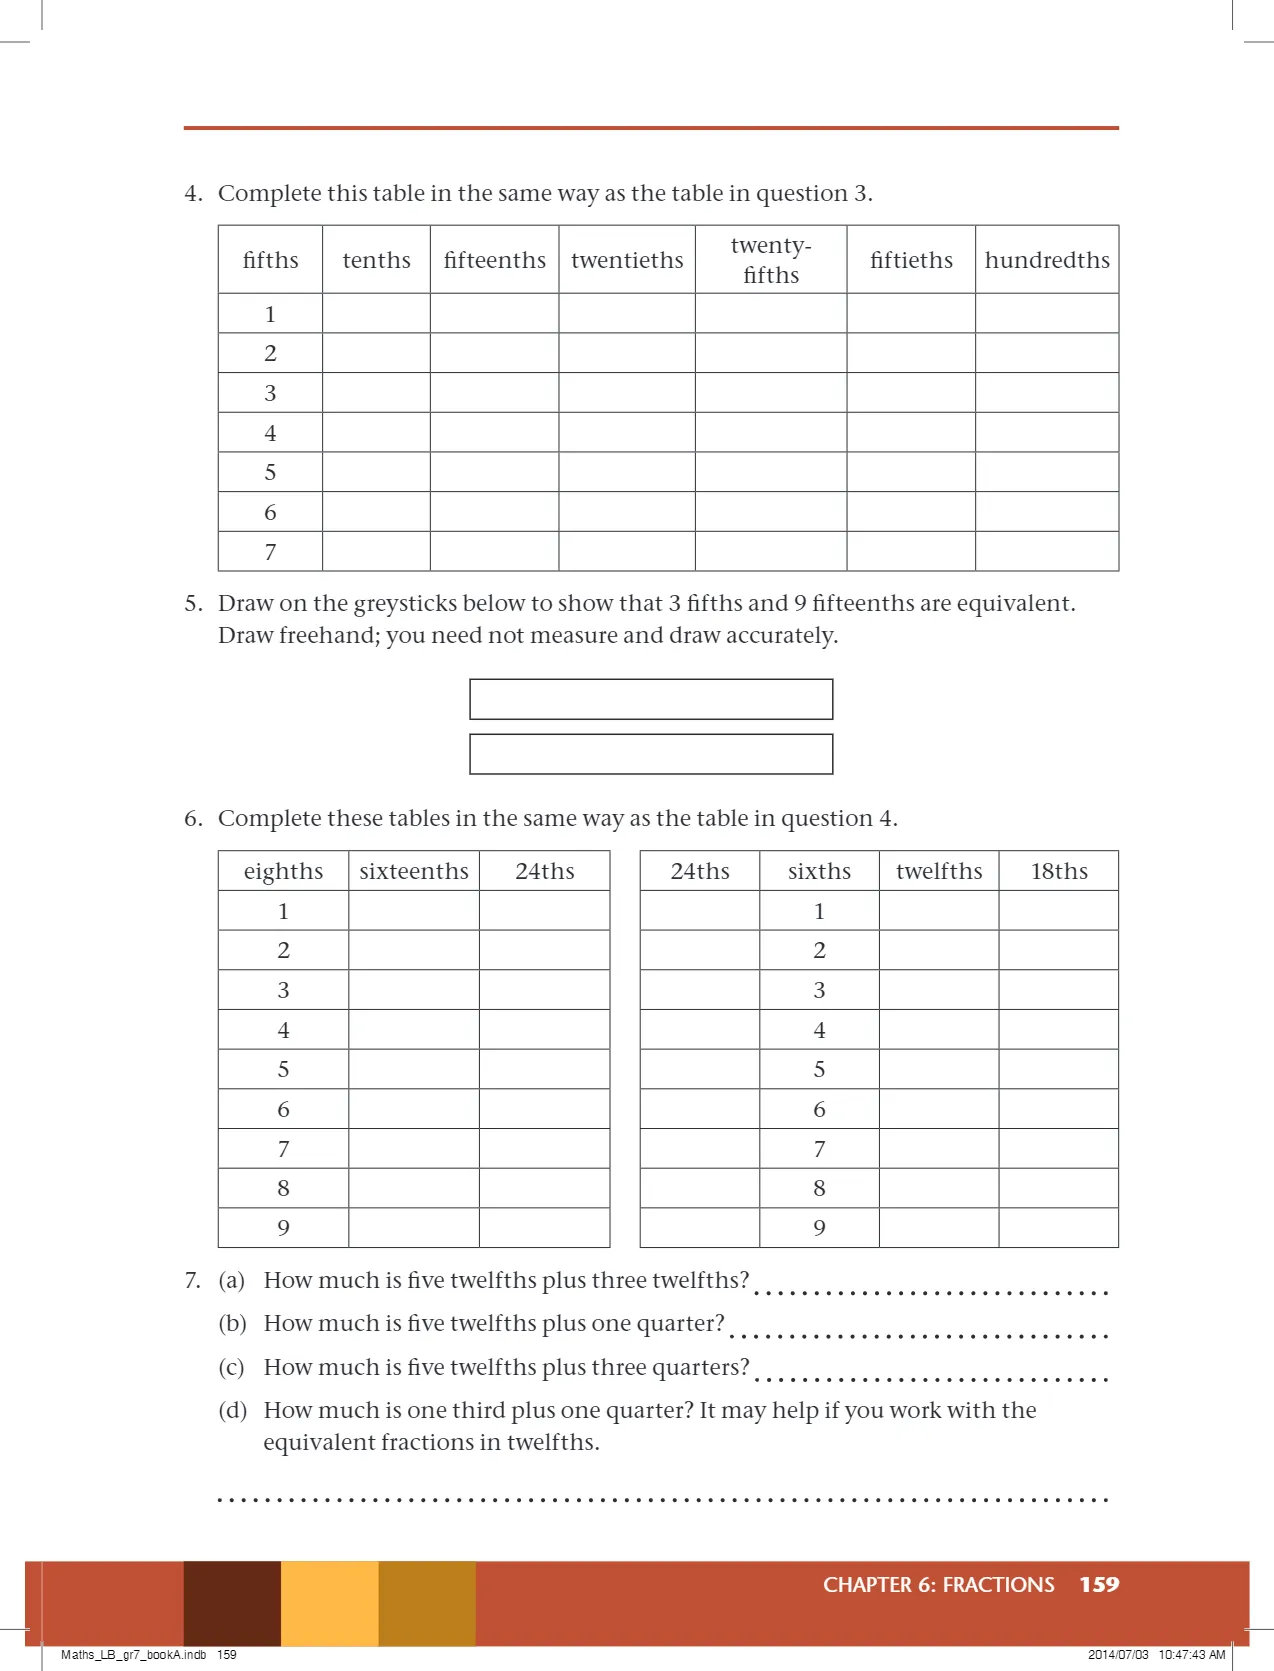 4. Complete this table in the same way as the table in question 3.
fifths tenths fifteenths twentieths twenty-
fifths fiftieths hundredths
1
2
3
4
5
6
7
5. Draw on the greysticks below to show that 3 fifths and 9 fifteenths are equivalent.
Draw freehand; you need not measure and draw accurately.
6. Complete these tables in the same way as the table in question 4.
eighths sixteenths 24ths
1
2
3
4
5
6
7
8
9
24ths sixths twelfths 18ths
1
2
3
4
5
6
7
8
9
7. (a) How much is five twelfths plus three twelfths?
(b) How much is five twelfths plus one quarter?
(c) How much is five twelfths plus three quarters?
(d) How much is one third plus one quarter? It may help if you work with the
equivalent fractions in twelfths.
CHAPTER 6: FRACTIONS 159
Maths_LB_gr7_bookA.indb 159 2014/07/03 10:47:43 AM